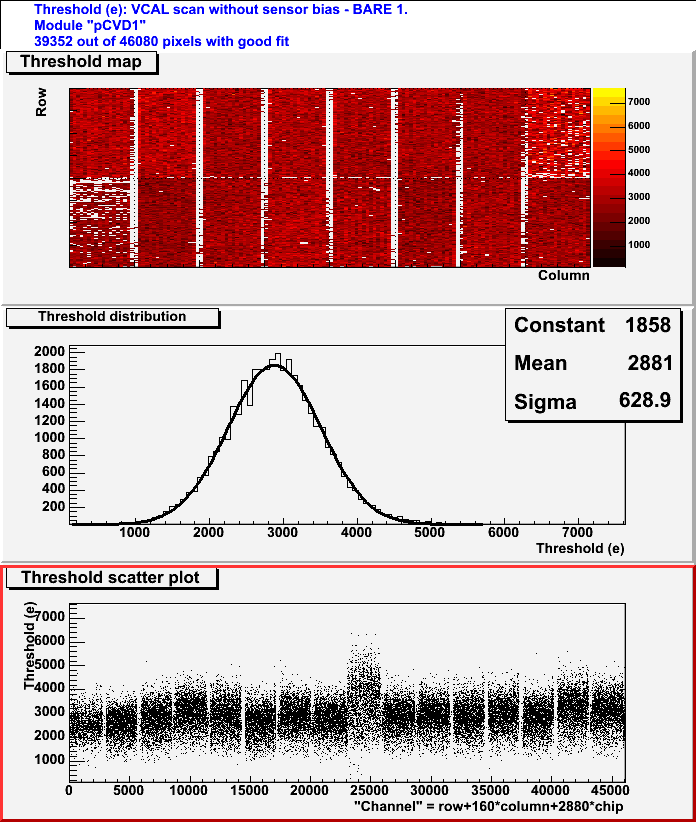 Threshold (e): VCAL scan without sensor bias - BARE 1.
Module "pCVD1"
39352 out of 46080 pixels with good fit
Threshold map
Row
7000
6000
5000
4000
3000
2000
1000
Column
Threshold distribution
Constant 1858
Mean 2881
Sigma 628.9
2000
1800
1600
1400
1200
1000
800
600
400
200
1000 2000 3000 4000 5000 6000 7000
Threshold (e)
Threshold scatter plot
Threshold (e)
7000
6000
5000
4000
3000
2000
1000
0 5000 10000 15000 20000 25000 30000 35000 40000 45000
"Channel" = row+160*column+2880*chip